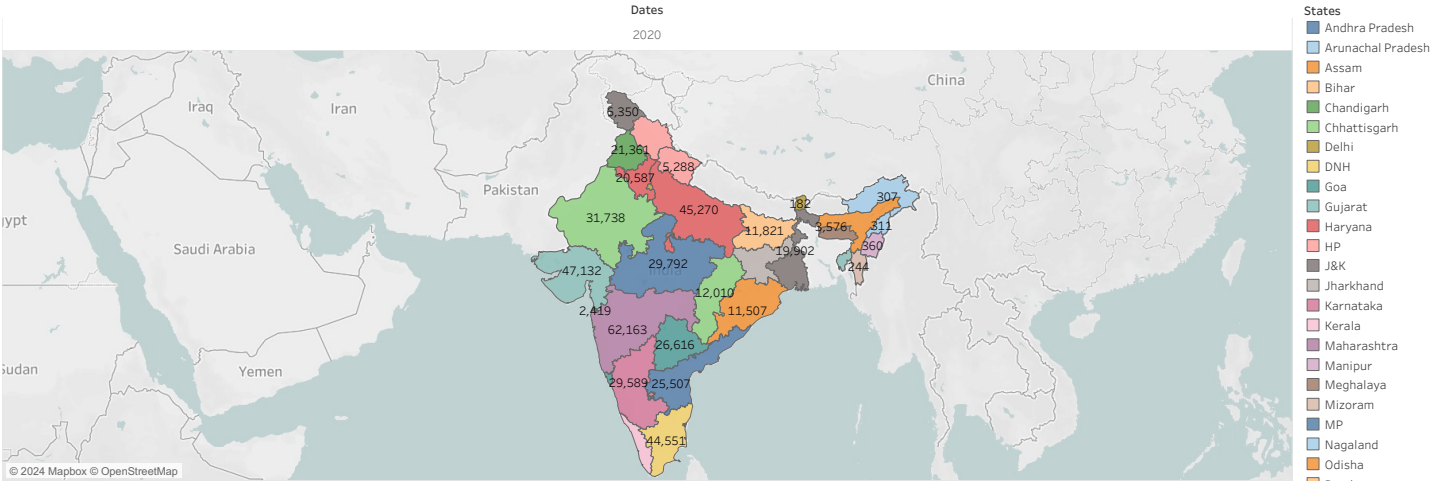 Dates
2020
States
Andhra Pradesh
Arunachal Pradesh
Assam
Bihar
Chandigarh
Chhattisgarh
Delhi
DNH
Goa
Gujarat
Haryana
HP
J&K
Jharkhand
Karnataka
Kerala
Maharashtra
Manipur
Meghalaya
Mizoram
MP
Nagaland
Odisha
China
Iraq
Iran
Pakistan
Saudi Arabia
Yemen
India
5,350
21,361
5,288
20,587
31,738
45,270
182
307
11,821
3,576
311
360
19,902
244
47,132
29,792
12,010
2,419
62,163
11,507
26,616
29,589
25,507
44,551
© 2024 Mapbox © OpenStreetMap